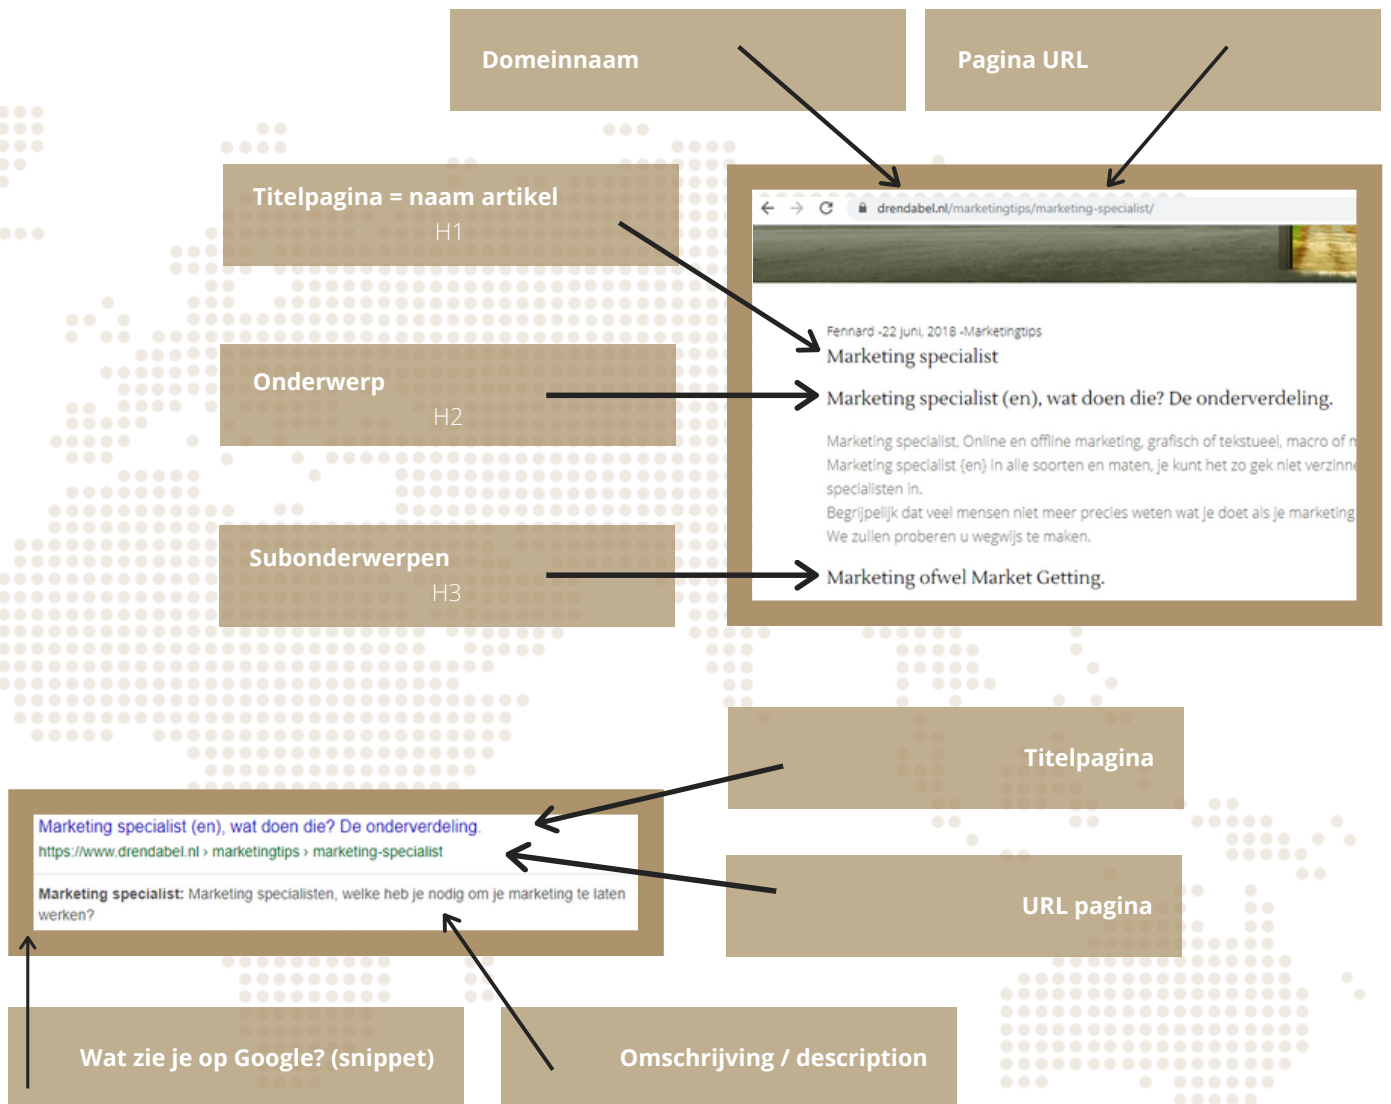 Domeinnaam
Pagina URL
Titelpagina = naam artikel
H1
drendabel.nl/marketingtips/marketing-specialist/
Fennard -22 juni, 2018 -Marketingtips
Marketing specialist
Onderwerp
H2
Marketing specialist (en), wat doen die? De onderverdeling.
Marketing specialist, Online en offline marketing, grafisch of tekstueel, macro of m
Marketing specialist {en} in alle soorten en maten, je kunt het zo gek niet verzinne
specialisten in.
Begrijpelijk dat veel mensen niet meer precies weten wat je doet als je marketing
We zullen proberen u wegwijs te maken.
Subonderwerpen
H3
Marketing ofwel Market Getting.
Titelpagina
Marketing specialist (en), wat doen die? De onderverdeling.
https://www.drendabel.nl › marketingtips › marketing-specialist
Marketing specialist: Marketing specialisten, welke heb je nodig om je marketing te laten
werken?
URL pagina
Wat zie je op Google? (snippet)
Omschrijving / description